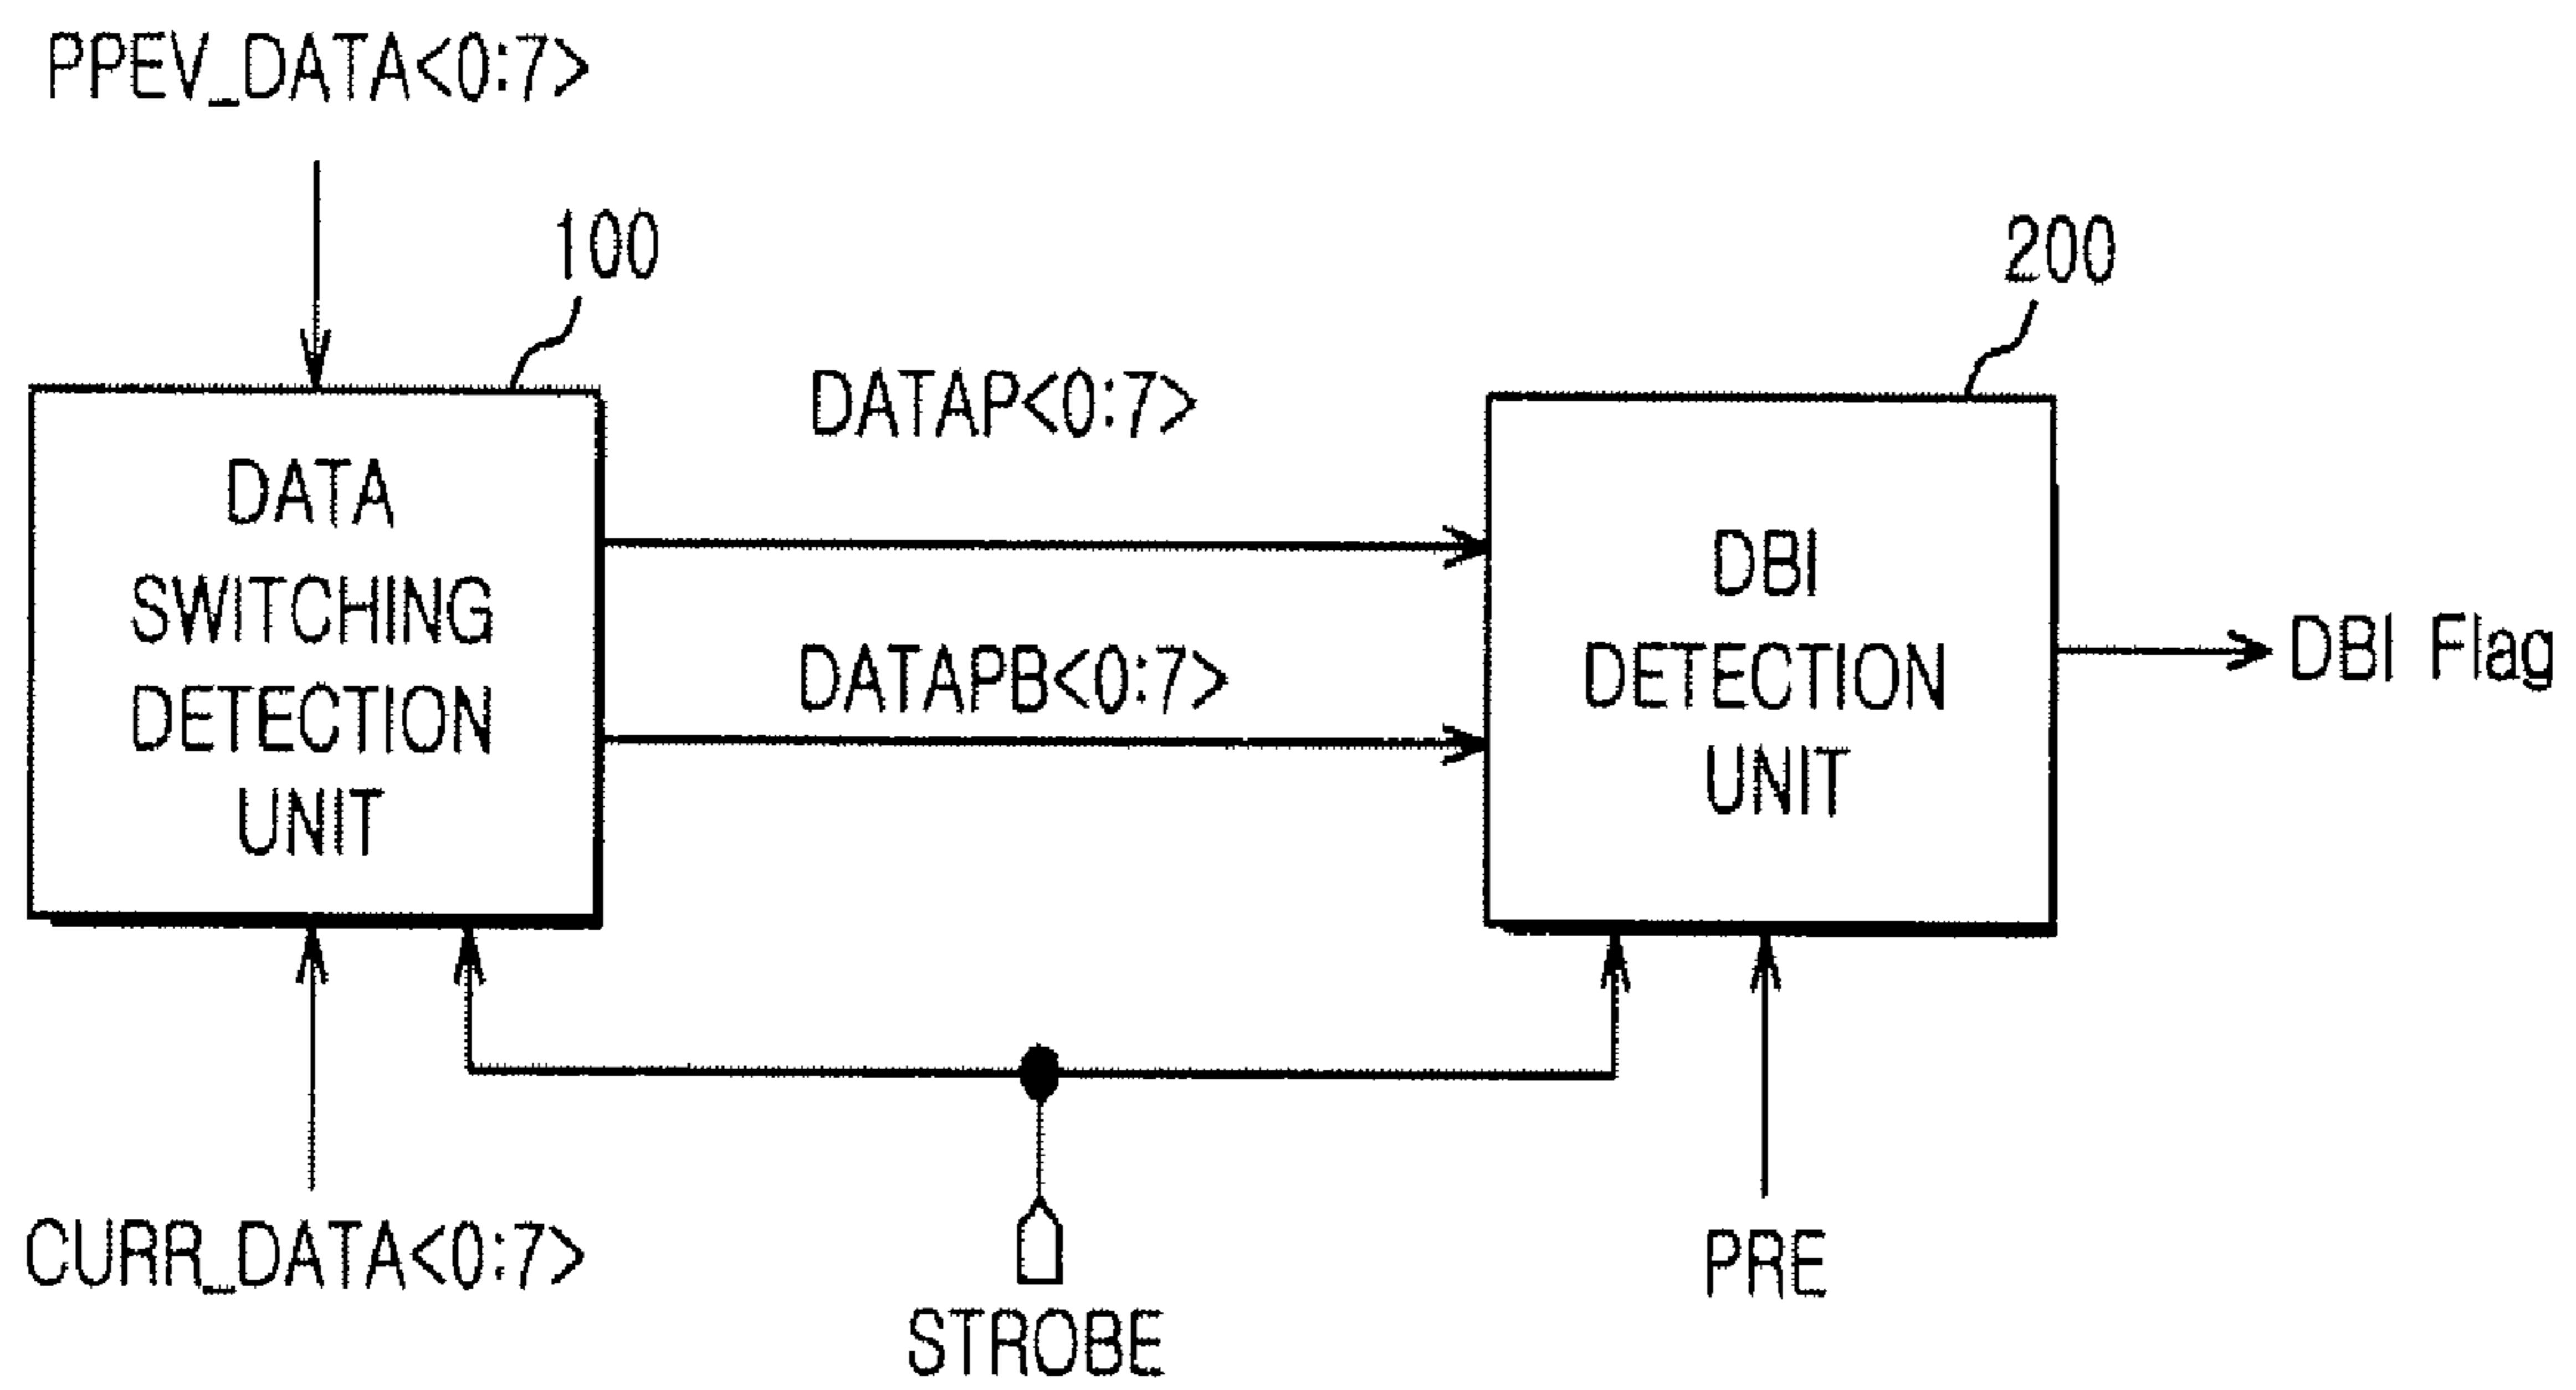 PPEV_DATA<0:7>
100
200
DATAP<0:7>
DATA
SWITCHING
DETECTION
UNIT
DATAPB<0:7>
DBI
DETECTION
UNIT
DBI Flag
CURR_DATA<0:7>
STROBE
PRE